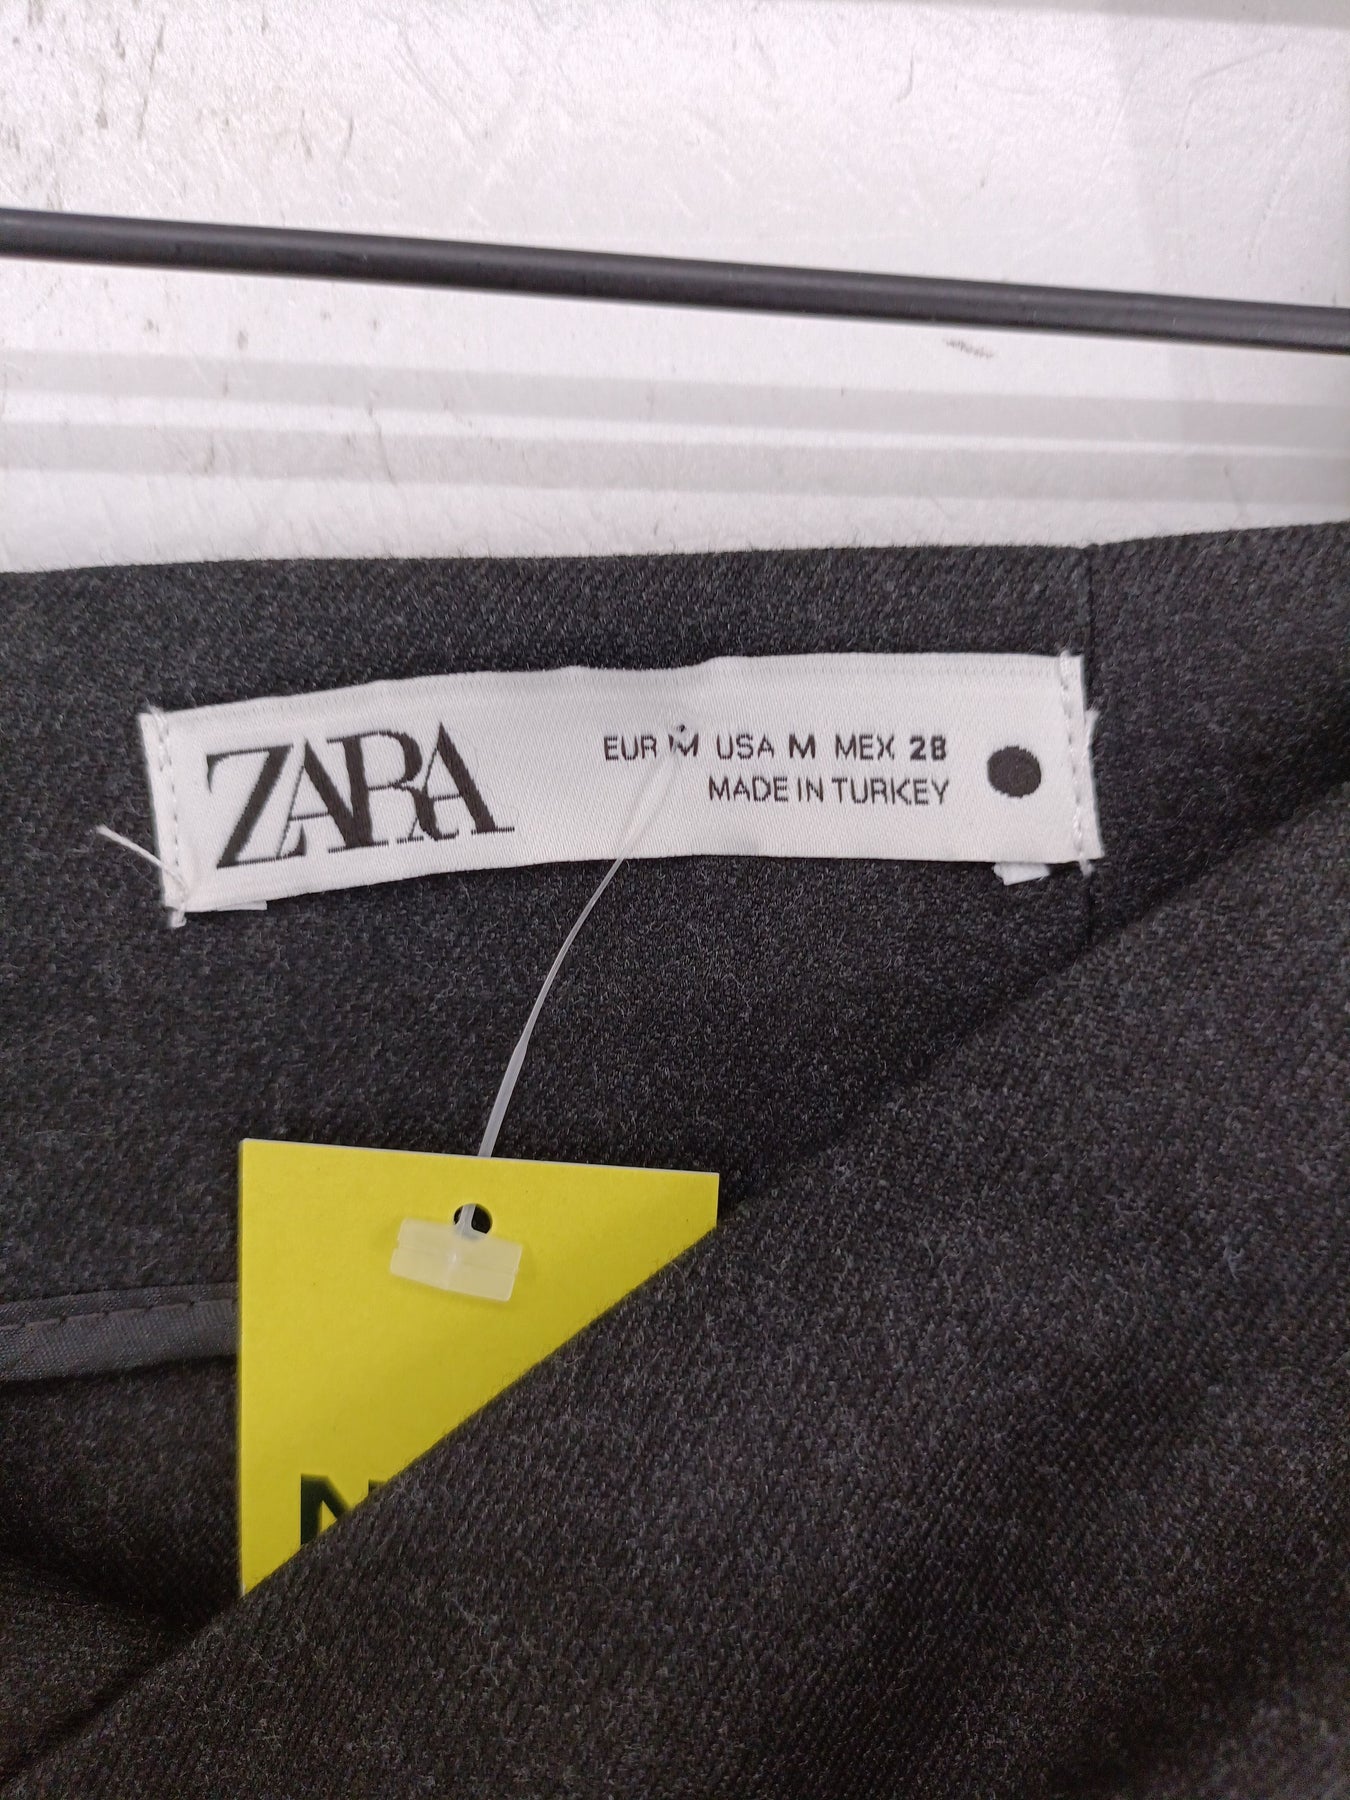 ZARA
EUR M USA M MEX 28
MADE IN TURKEY
N